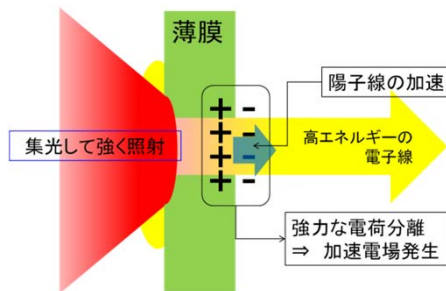 薄膜
陽子線の加速
+ -
+ -
+ -
+ -
集光して強く照射
高エネルギーの
電子線
強力な電荷分離
⇒ 加速電場発生